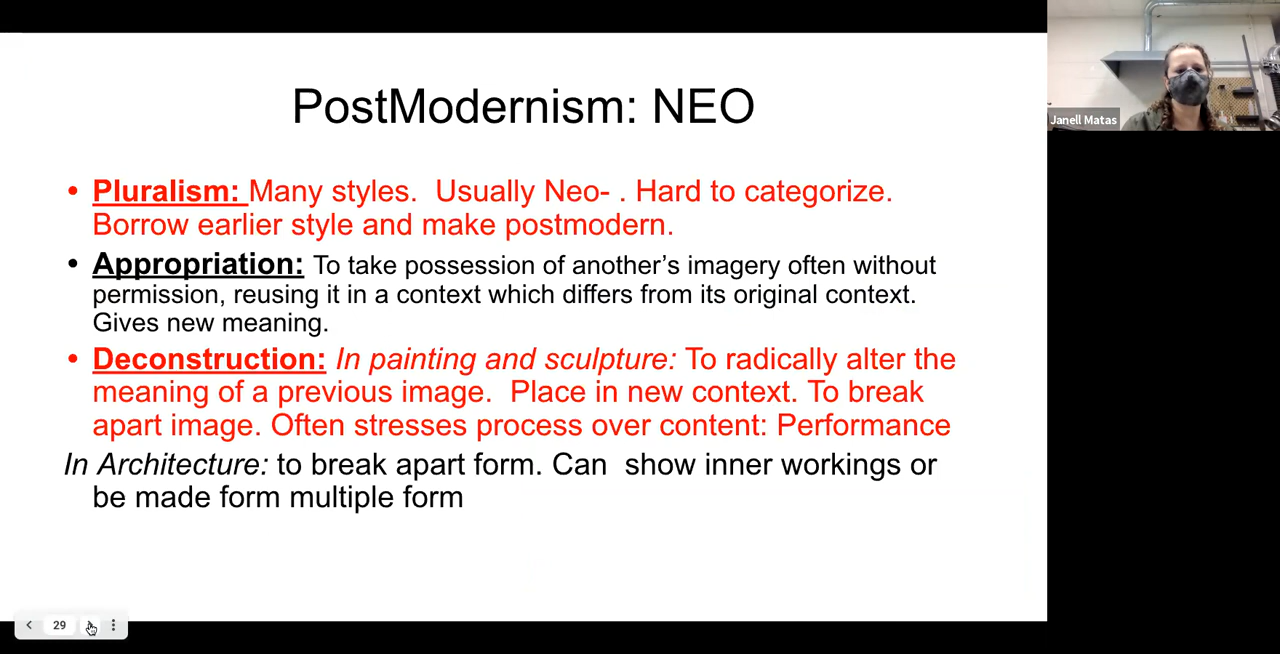 PostModernism: NEO
Janell Matas
• Pluralism: Many styles.  Usually Neo- . Hard to categorize.
Borrow earlier style and make postmodern.
• Appropriation: To take possession of another’s imagery often without
permission, reusing it in a context which differs from its original context.
Gives new meaning.
• Deconstruction: In painting and sculpture: To radically alter the
meaning of a previous image.  Place in new context. To break
apart image. Often stresses process over content: Performance
In Architecture: to break apart form. Can  show inner workings or
be made form multiple form
29